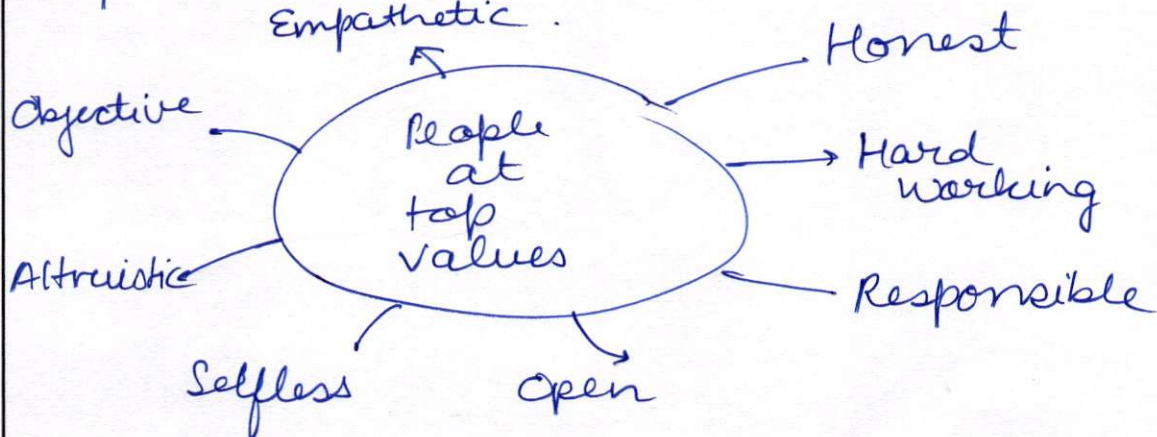 Empathetic .
Honest
Objective
People
at
top
values
Hard
working
Altruistic
Responsible
Selfless
Open